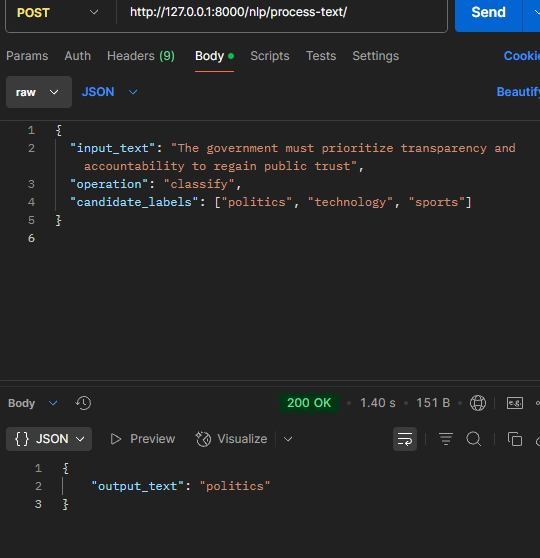 POST http://127.0.0.1:8000/nlp/process-text/ Send
Params Auth Headers (9) Body Scripts Tests Settings Cookie
raw JSON Beautify
1 {
2 "input_text": "The government must prioritize transparency and
accountability to regain public trust",
3 "operation": "classify",
4 "candidate_labels": ["politics", "technology", "sports"]
5 }
6
Body 200 OK • 1.40 s • 151 B e.g.
{} JSON Preview Visualize
1 {
2 "output_text": "politics"
3 }